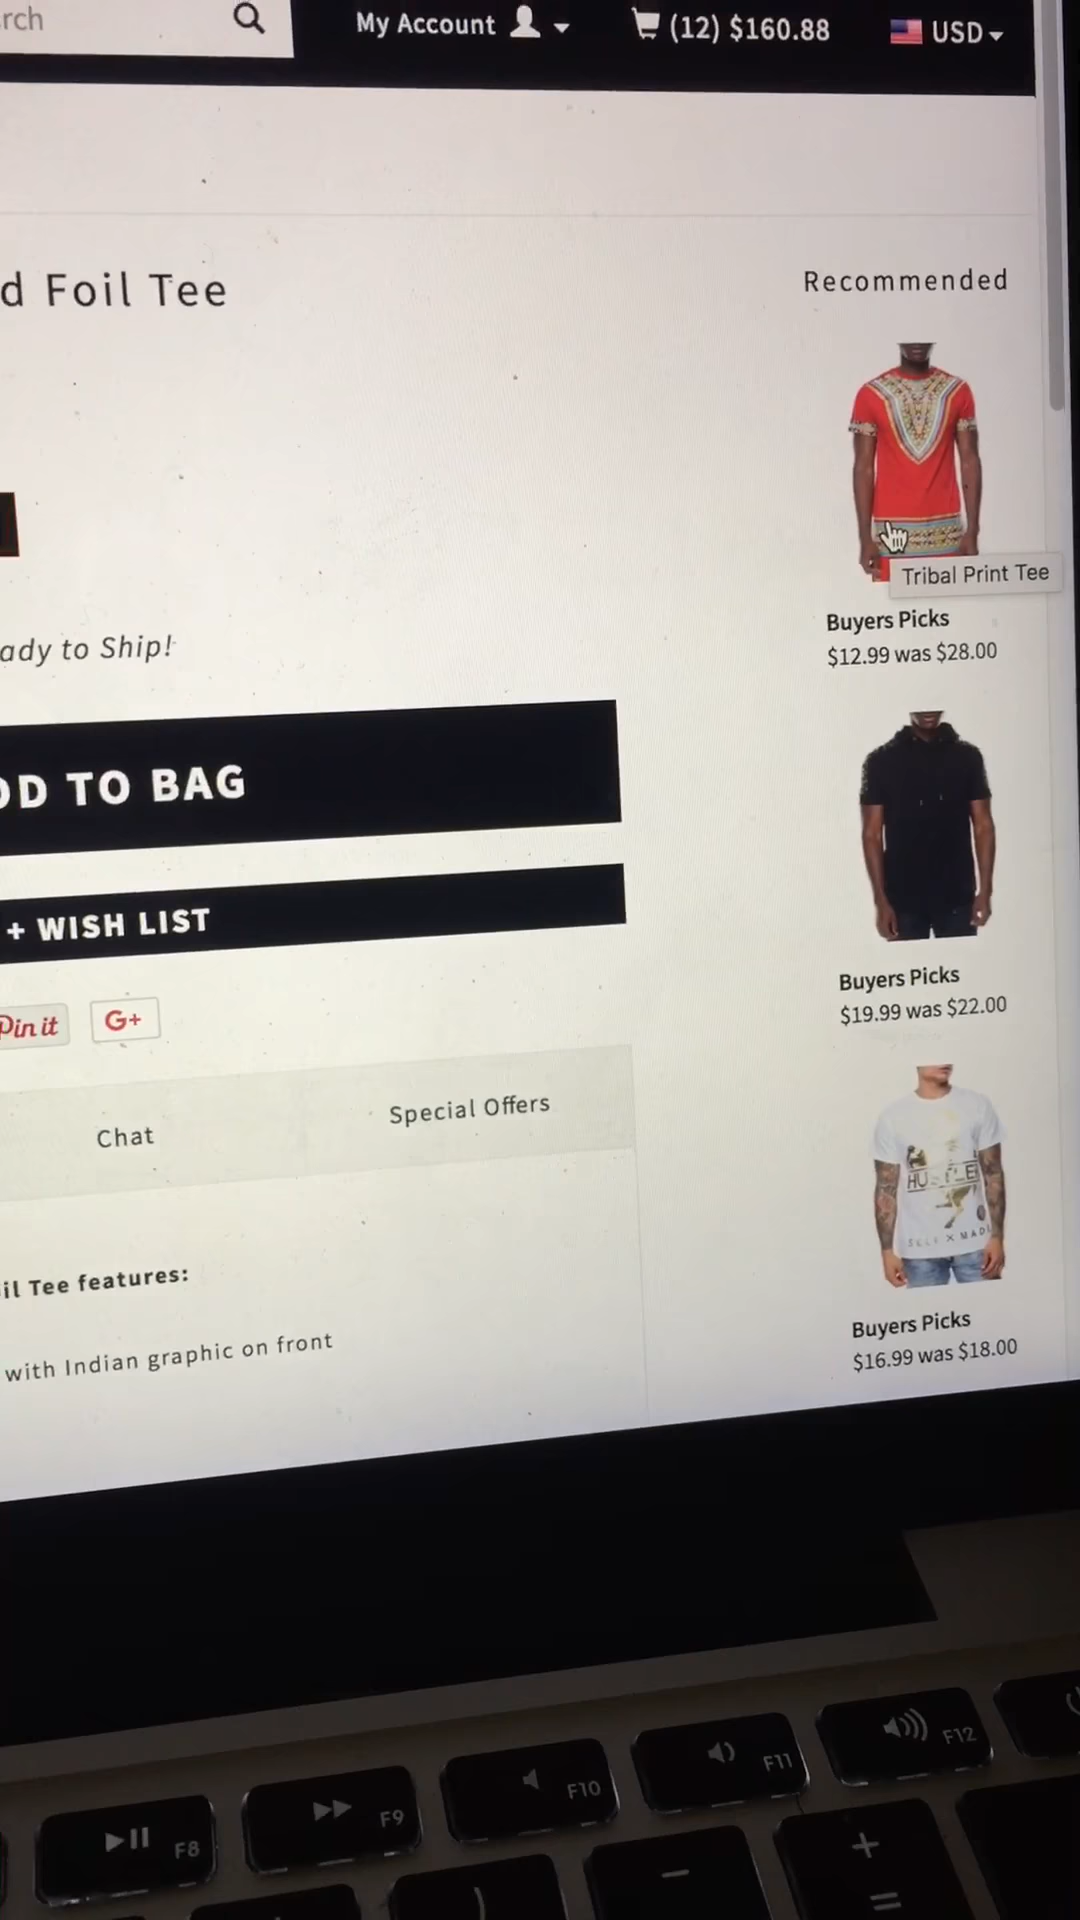 rch
My Account
(12) $160.88
USD
d Foil Tee
Recommended
Tribal Print Tee
Buyers Picks
$12.99 was $28.00
ady to Ship!
DD TO BAG
+ WISH LIST
Buyers Picks
$19.99 was $22.00
Pin it
G+
Chat
Special Offers
HUSTLE
SELF X MADE
il Tee features:
with Indian graphic on front
Buyers Picks
$16.99 was $18.00
F8
F9
F10
F11
F12
)
-
+
=